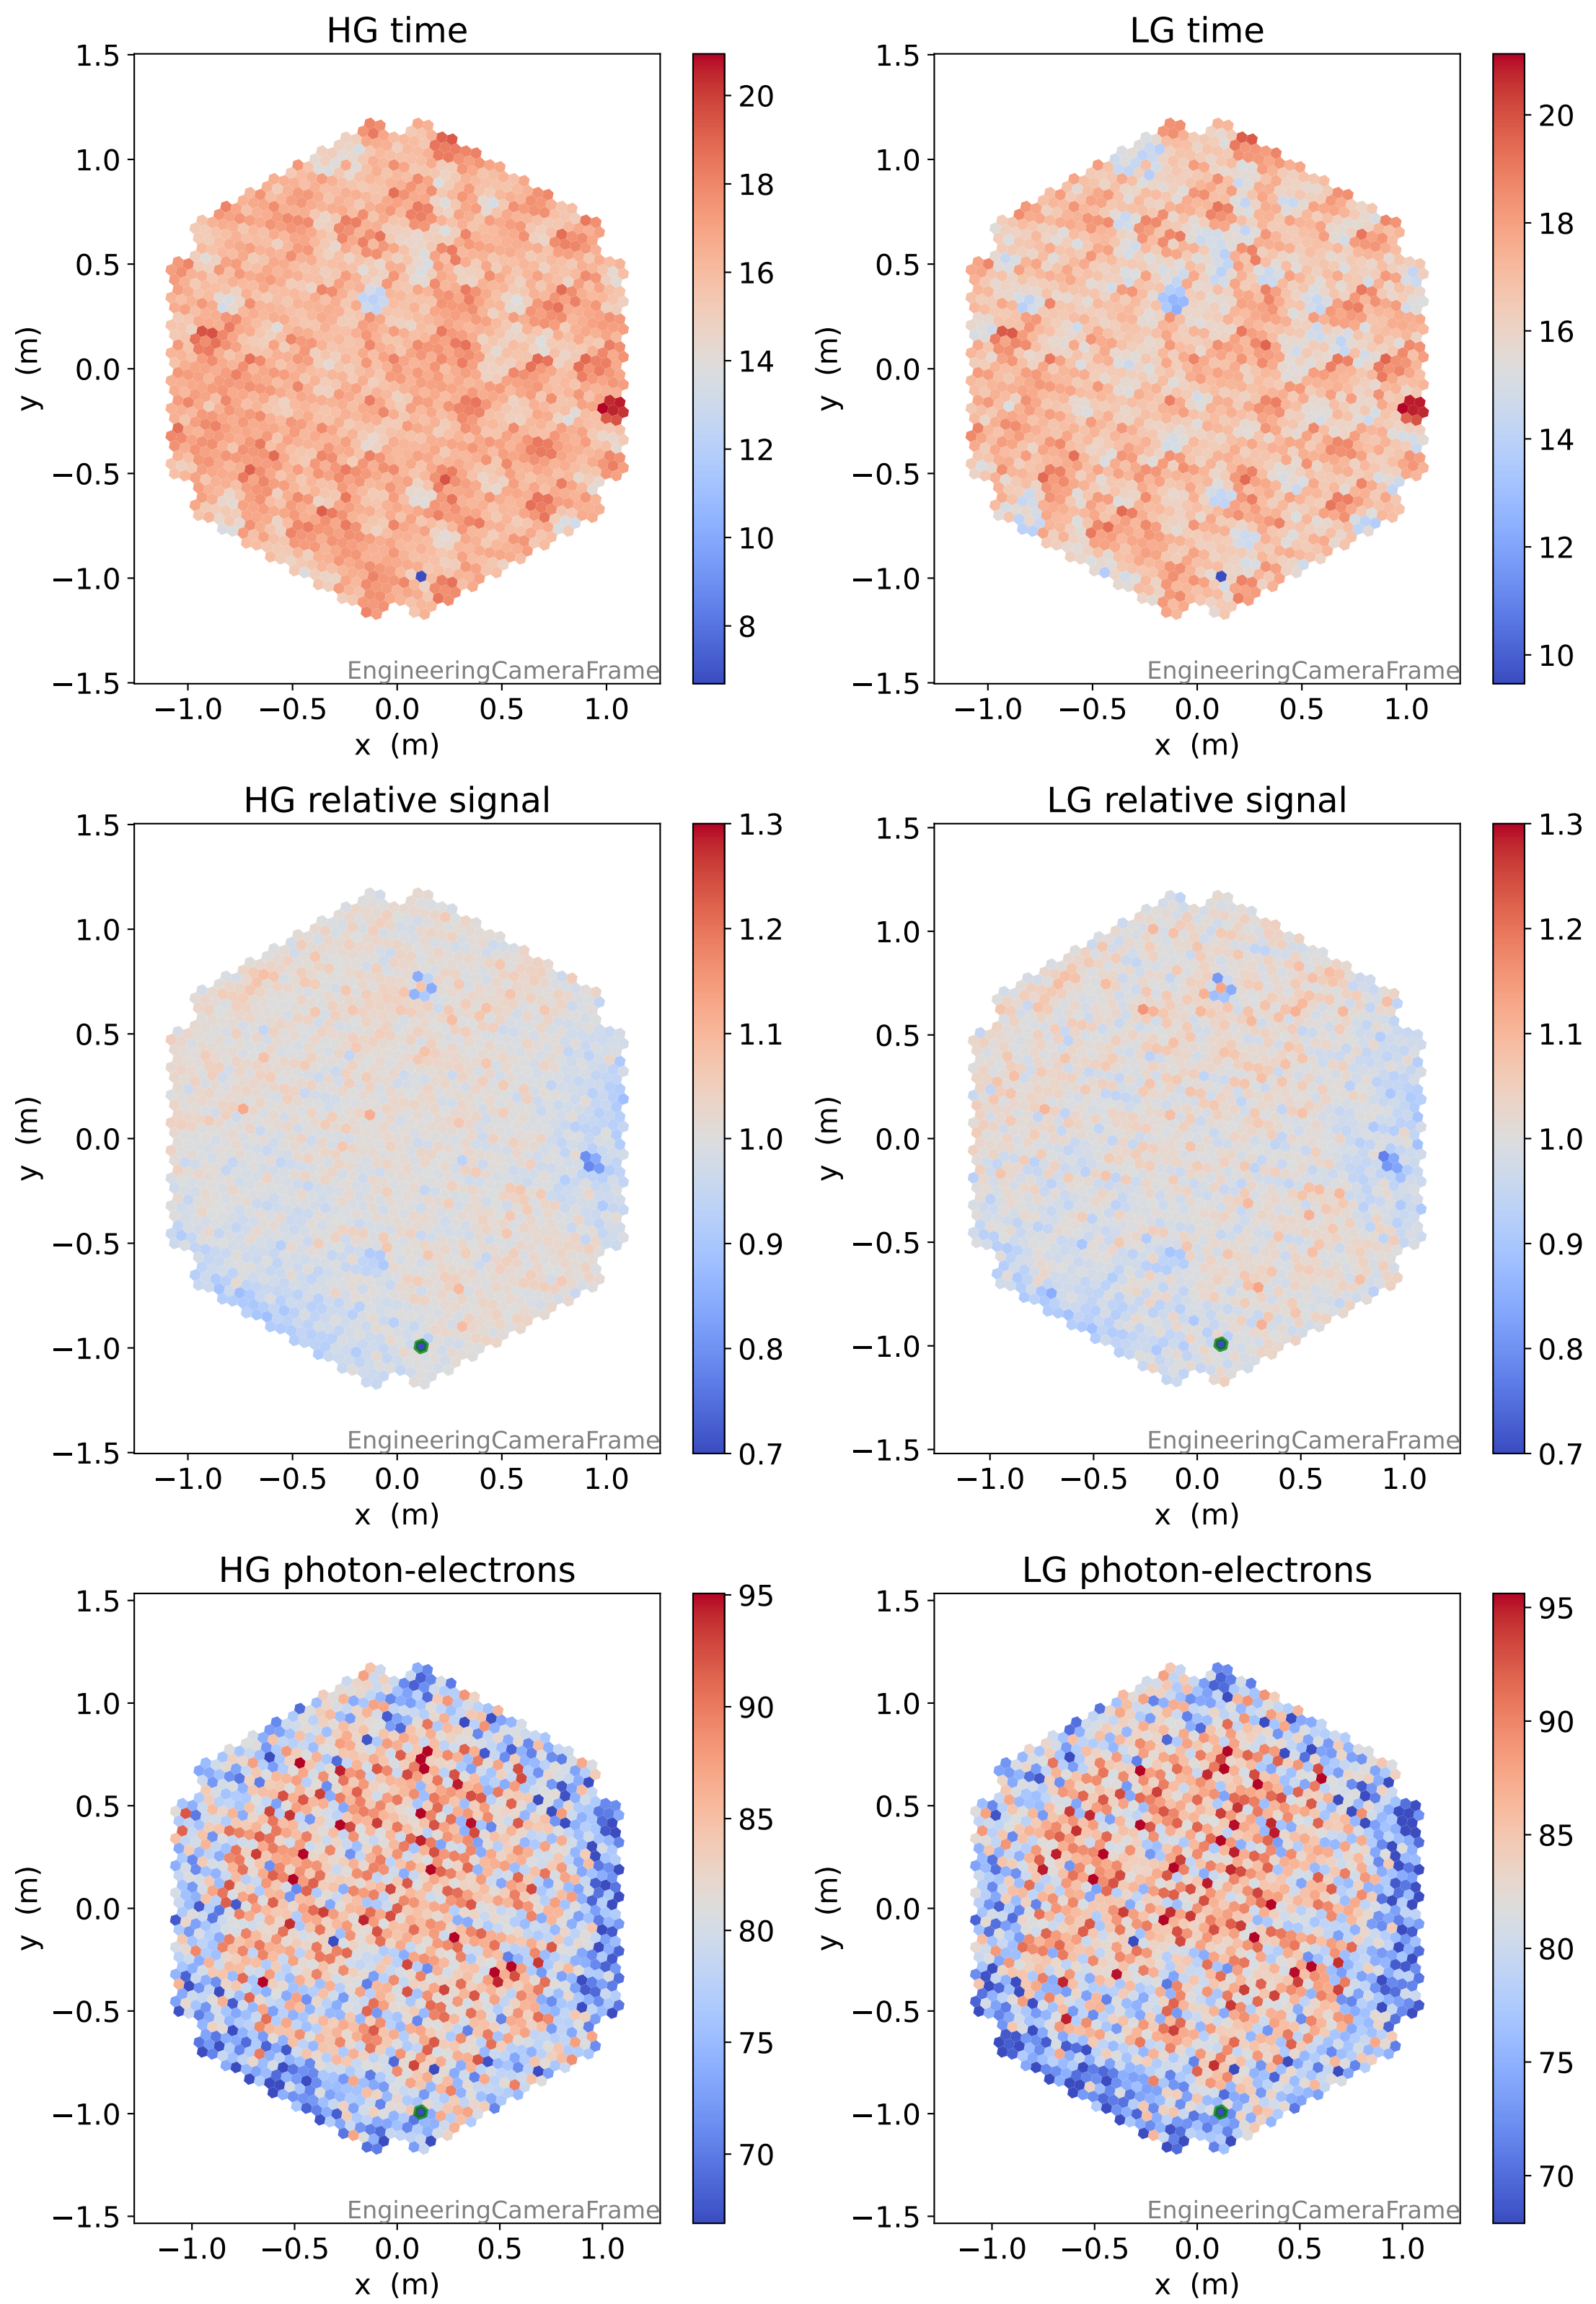 HG time
1.5
1.0
0.5
0.0
−0.5
−1.0
−1.5
y (m)
−1.0 −0.5 0.0 0.5 1.0
x (m)
EngineeringCameraFrame
20
18
16
14
12
10
8
LG time
1.5
1.0
0.5
0.0
−0.5
−1.0
−1.5
y (m)
−1.0 −0.5 0.0 0.5 1.0
x (m)
EngineeringCameraFrame
20
18
16
14
12
10
HG relative signal
1.5
1.0
0.5
0.0
−0.5
−1.0
−1.5
y (m)
−1.0 −0.5 0.0 0.5 1.0
x (m)
EngineeringCameraFrame
1.3
1.2
1.1
1.0
0.9
0.8
0.7
LG relative signal
1.5
1.0
0.5
0.0
−0.5
−1.0
−1.5
y (m)
−1.0 −0.5 0.0 0.5 1.0
x (m)
EngineeringCameraFrame
1.3
1.2
1.1
1.0
0.9
0.8
0.7
HG photon-electrons
1.5
1.0
0.5
0.0
−0.5
−1.0
−1.5
y (m)
−1.0 −0.5 0.0 0.5 1.0
x (m)
EngineeringCameraFrame
95
90
85
80
75
70
LG photon-electrons
1.5
1.0
0.5
0.0
−0.5
−1.0
−1.5
y (m)
−1.0 −0.5 0.0 0.5 1.0
x (m)
EngineeringCameraFrame
95
90
85
80
75
70